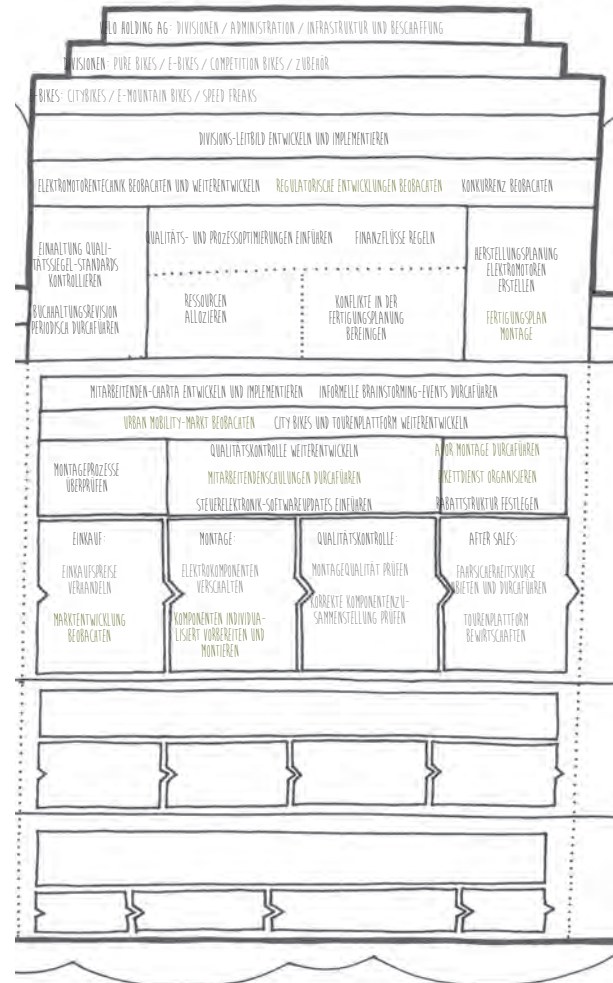 VELO HOLDING AG: DIVISIONEN / ADMINISTRATION / INFRASTRUKTUR UND BESCHAFFUNG
DIVISIONEN: PURE BIKES / E-BIKES / COMPETITION BIKES / ZUBEHÖR
E-BIKES: CITYBIKES / E-MOUNTAIN BIKES / SPEED FREAKS
DIVISIONS-LEITBILD ENTWICKELN UND IMPLEMENTIEREN
ELEKTROMOTORENTECHNIK BEOBACHTEN UND WEITERENTWICKELN REGULATORISCHE ENTWICKLUNGEN BEOBACHTEN KONKURRENZ BEOBACHTEN
EINHALTUNG QUALI-
TÄTSSIEGEL-STANDARDS
KONTROLLIEREN
BUCHHALTUNGSREVISION
PERIODISCH DURCHFÜHREN
QUALITÄTS- UND PROZESSOPTIMIERUNGEN EINFÜHREN FINANZFLÜSSE REGELN
RESSOURCEN
ALLOZIEREN
KONFLIKTE IN DER
FERTIGUNGSPLANUNG
BEREINIGEN
HERSTELLUNGSPLANUNG
ELEKTROMOTOREN
ERSTELLEN
FERTIGUNGSPLAN
MONTAGE
MITARBEITENDEN-CHARTA ENTWICKELN UND IMPLEMENTIEREN INFORMELLE BRAINSTORMING-EVENTS DURCHFÜHREN
URBAN MOBILITY-MARKT BEOBACHTEN CITY BIKES UND TOURENPLATTFORM WEITERENTWICKELN
MONTAGEPROZESSE
ÜBERPRÜFEN
QUALITÄTSKONTROLLE WEITERENTWICKELN
MITARBEITENDENSCHULUNGEN DURCHFÜHREN
STEUERELEKTRONIK-SOFTWAREUPDATES EINFÜHREN
AVOR MONTAGE DURCHFÜHREN
PIKETTDIENST ORGANISIEREN
RABATTSTRUKTUR FESTLEGEN
EINKAUF:
EINKAUFSPREISE
VERHANDELN
MARKTENTWICKLUNG
BEOBACHTEN
MONTAGE:
ELEKTROKOMPONENTEN
VERSCHALTEN
KOMPONENTEN INDIVIDUA-
LISIERT VORBEREITEN UND
MONTIEREN
QUALITÄTSKONTROLLE:
MONTAGEQUALITÄT PRÜFEN
KORREKTE KOMPONENTENZU-
SAMMENSTELLUNG PRÜFEN
AFTER SALES:
FAHRSICHERHEITSKURSE
ANBIETEN UND DURCHFÜHREN
TOURENPLATTFORM
BEWIRTSCHAFTEN